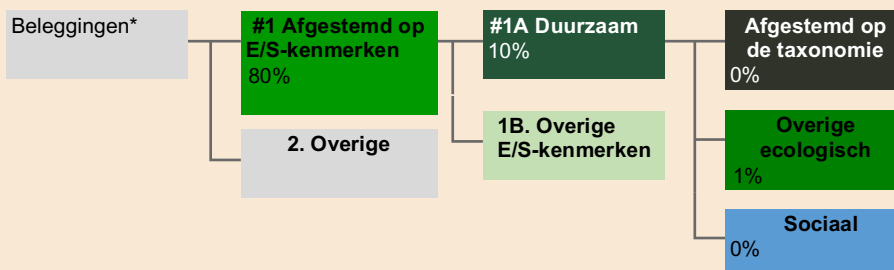 Beleggingen*
#1 Afgestemd op
E/S-kenmerken
80%
2. Overige
#1A Duurzaam
10%
1B. Overige
E/S-kenmerken
Afgestemd op
de taxonomie
0%
Overige
ecologisch
1%
Sociaal
0%